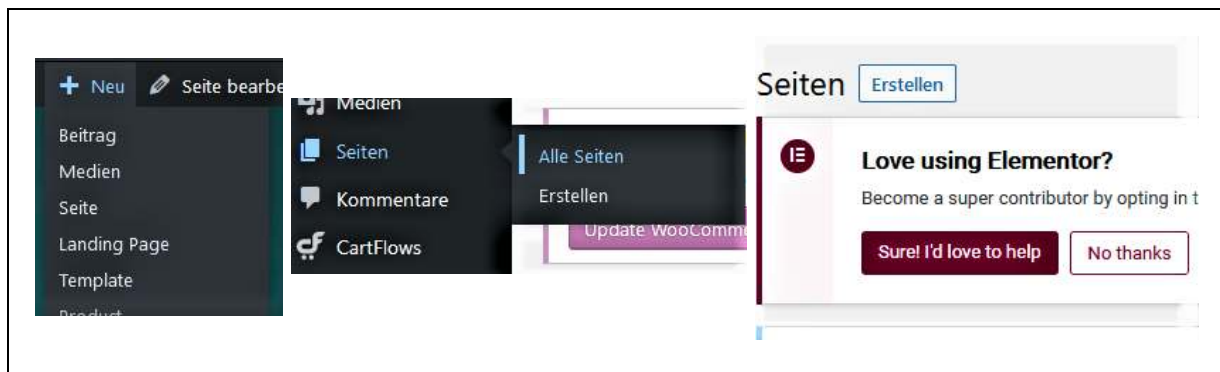 Neu Seite bearbe
Beitrag
Medien
Seite
Landing Page
Template
Product
Medien
Seiten
Kommentare
CartFlows
Alle Seiten
Erstellen
Update WooComm
Seiten Erstellen
Love using Elementor?
Become a super contributor by opting in t
Sure! I'd love to help No thanks